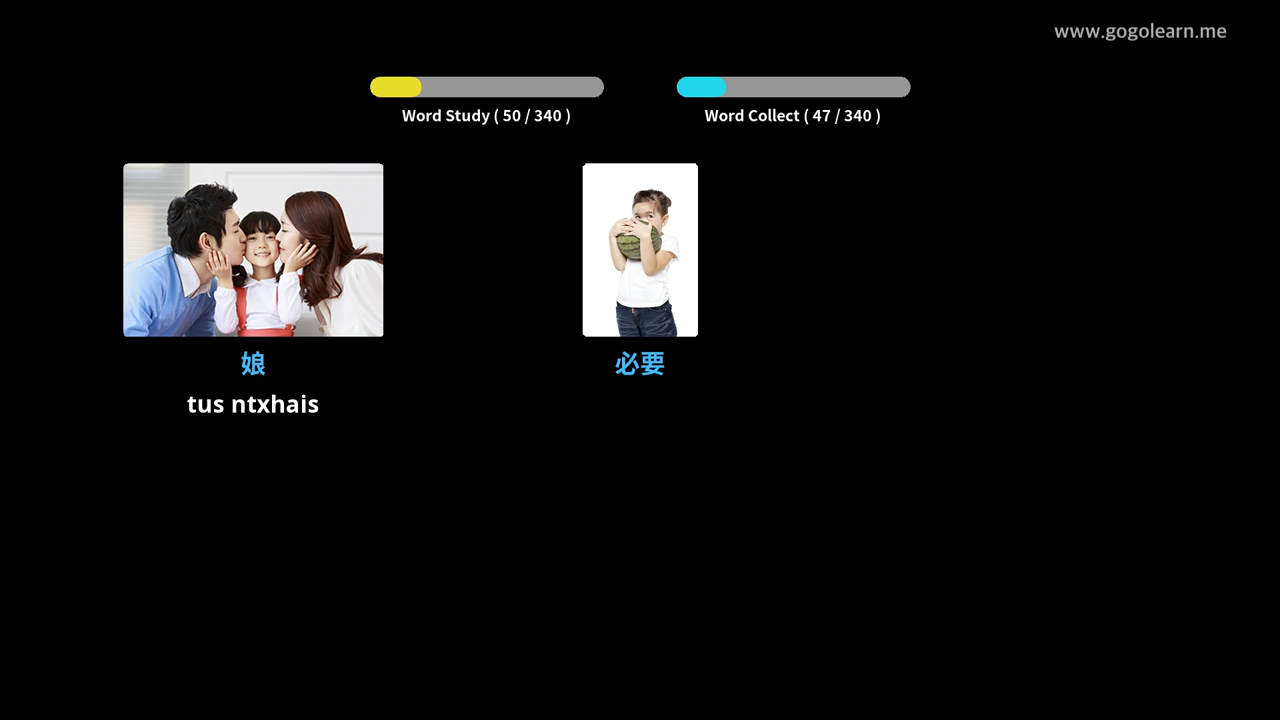 www.gogolearn.me
Word Study ( 50 / 340 )
Word Collect ( 47 / 340 )
娘
必要
tus ntxhais